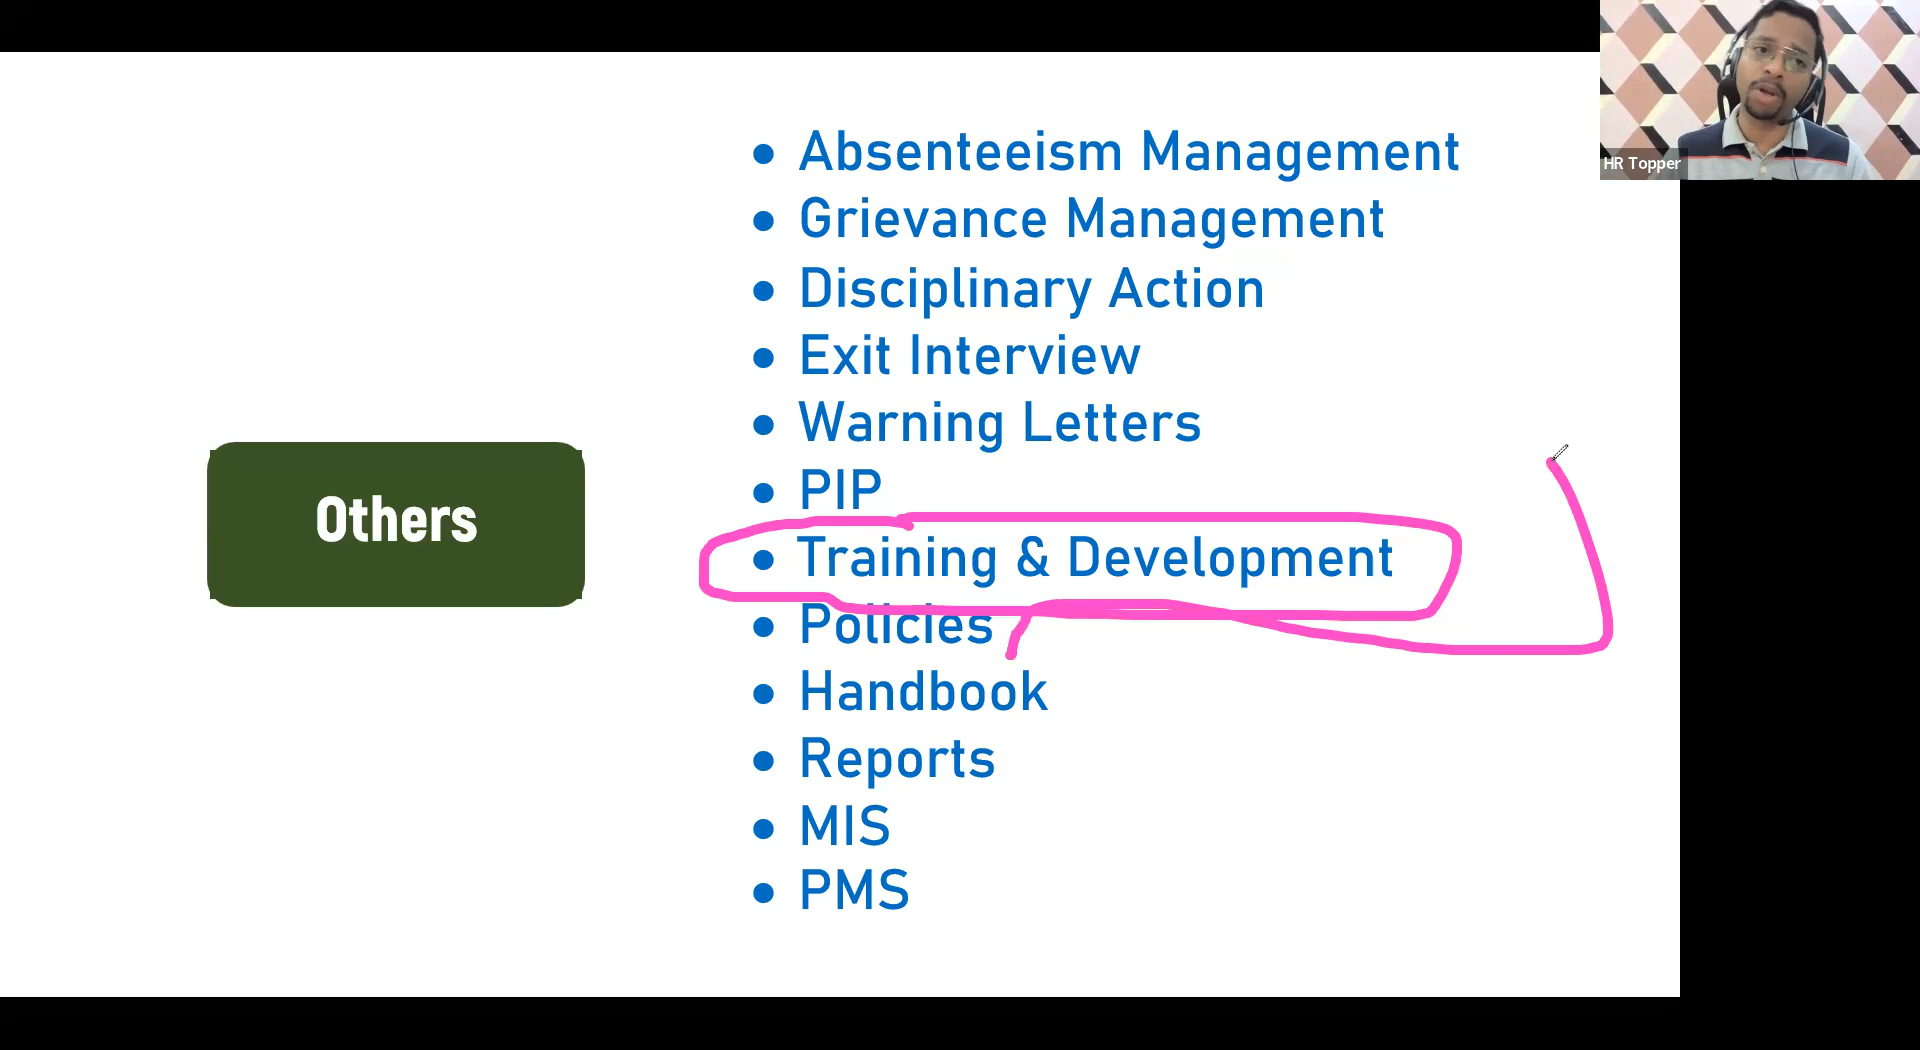 HR Topper
Others
• Absenteeism Management
• Grievance Management
• Disciplinary Action
• Exit Interview
• Warning Letters
• PIP
• Training & Development
• Policies
• Handbook
• Reports
• MIS
• PMS